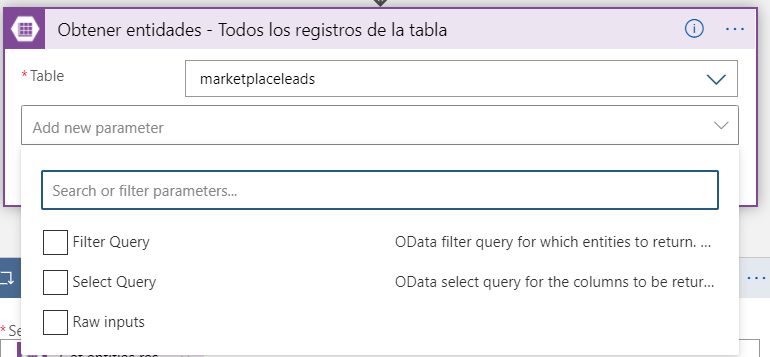 Obtener entidades - Todos los registros de la tabla
* Table
marketplaceleads
Add new parameter
Search or filter parameters...
Filter Query OData filter query for which entities to return. ...
Select Query OData select query for the columns to be retur...
Raw inputs
* Se